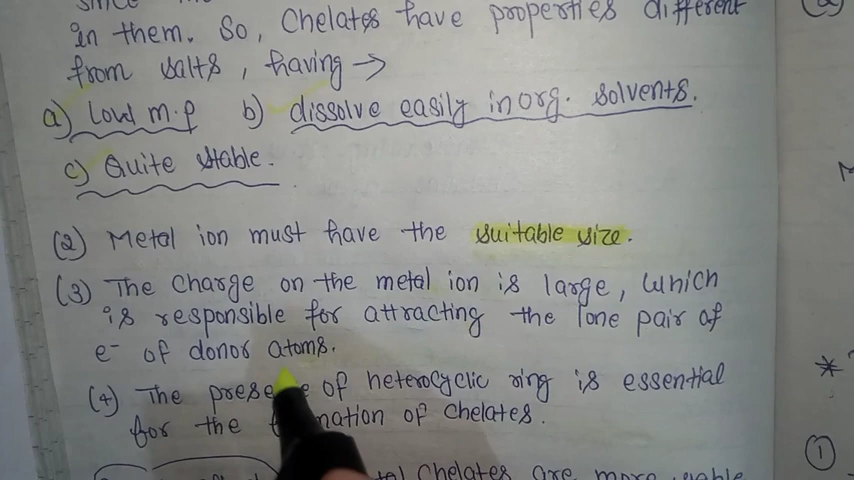 in them. So, Chelates have properties different
from salts, having →
a) Low m.p b) dissolve easily in org. solvents.
c) Quite stable.
(2) Metal ion must have the suitable size.
(3) The charge on the metal ion is large, which
is responsible for attracting the lone pair of
e⁻ of donor atoms.
(4) The of heterocyclic ring is essential
for the of chelates.
chelates are more stable
*
①